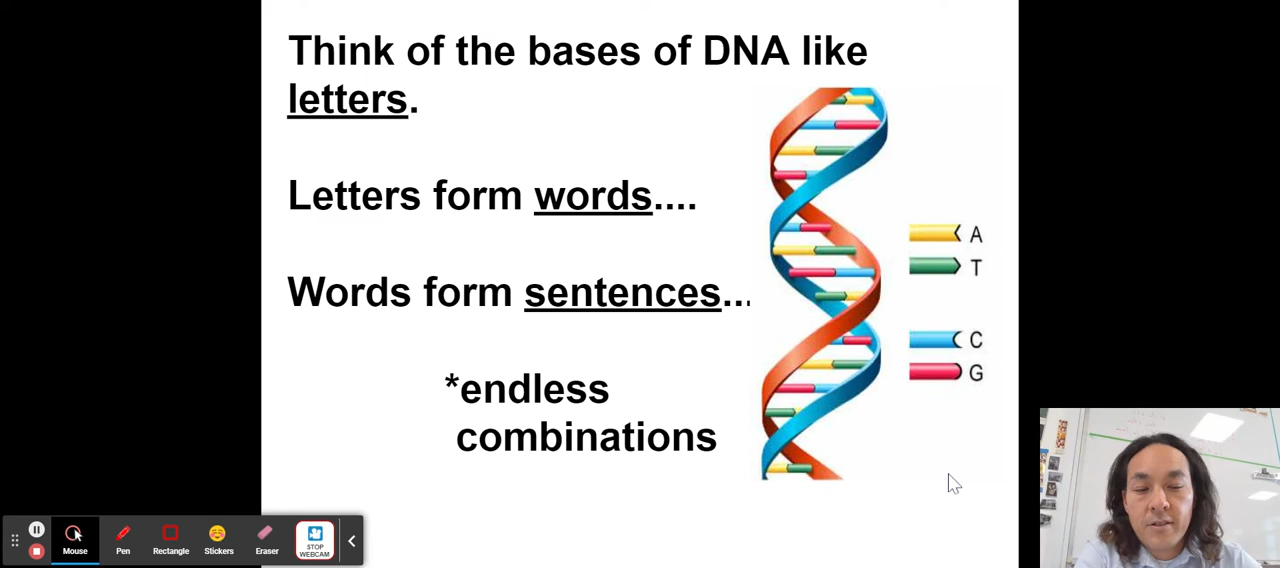 Think of the bases of DNA like
letters.
Letters form words....
Words form sentences...
*endless
combinations
A
T
C
G
Mouse
Pen
Rectangle
Stickers
Eraser
STOP
WEBCAM